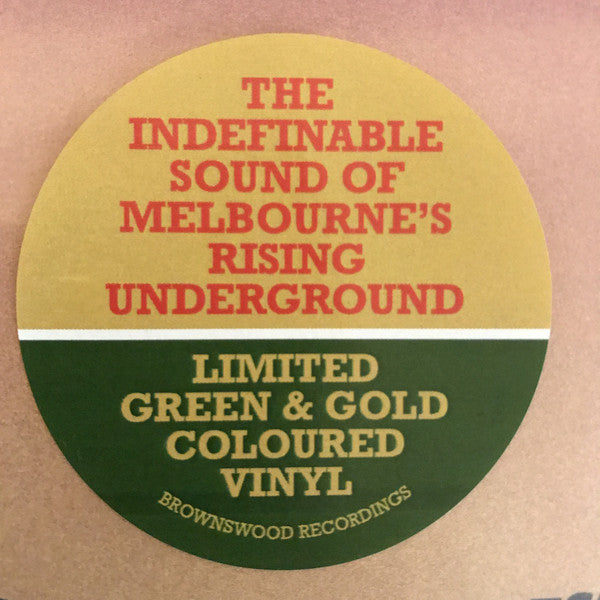 THE
INDEFINABLE
SOUND OF
MELBOURNE'S
RISING
UNDERGROUND
LIMITED
GREEN & GOLD
COLOURED
VINYL
BROWNSWOOD RECORDINGS